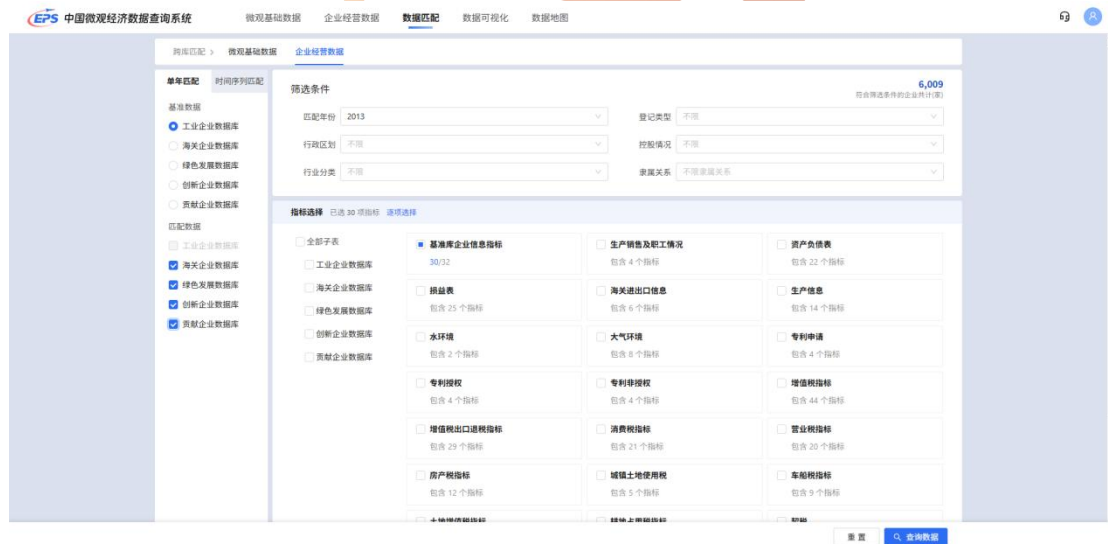 EPS 中国微观经济数据查询系统 微观基础数据 企业经营数据 数据匹配 数据可视化 数据地图
跨库匹配 > 微观基础数据 企业经营数据
单年匹配 时间序列匹配
基准数据
工业企业数据库
海关企业数据库
绿色发展数据库
创新企业数据库
贡献企业数据库
匹配数据
工业企业数据库
海关企业数据库
绿色发展数据库
创新企业数据库
贡献企业数据库
筛选条件
6,009
符合筛选条件的企业共计(家)
匹配年份 2013 登记类型 不限
行政区划 不限 控股情况 不限
行业分类 不限 隶属关系 不限隶属关系
指标选择 已选 30 项指标 逐项选择
全部子表
工业企业数据库
海关企业数据库
绿色发展数据库
创新企业数据库
贡献企业数据库
基准库企业信息指标 生产销售及职工情况 资产负债表
30/32 包含 4 个指标 包含 22 个指标
损益表 海关进出口信息 生产信息
包含 25 个指标 包含 6 个指标 包含 14 个指标
水环境 大气环境 专利申请
包含 2 个指标 包含 8 个指标 包含 4 个指标
专利授权 专利非授权 增值税指标
包含 4 个指标 包含 4 个指标 包含 44 个指标
增值税出口退税指标 消费税指标 营业税指标
包含 29 个指标 包含 21 个指标 包含 20 个指标
房产税指标 城镇土地使用税 车船税指标
包含 12 个指标 包含 5 个指标 包含 9 个指标
土地增值税指标 耕地占用税指标 契税
重置 查询数据